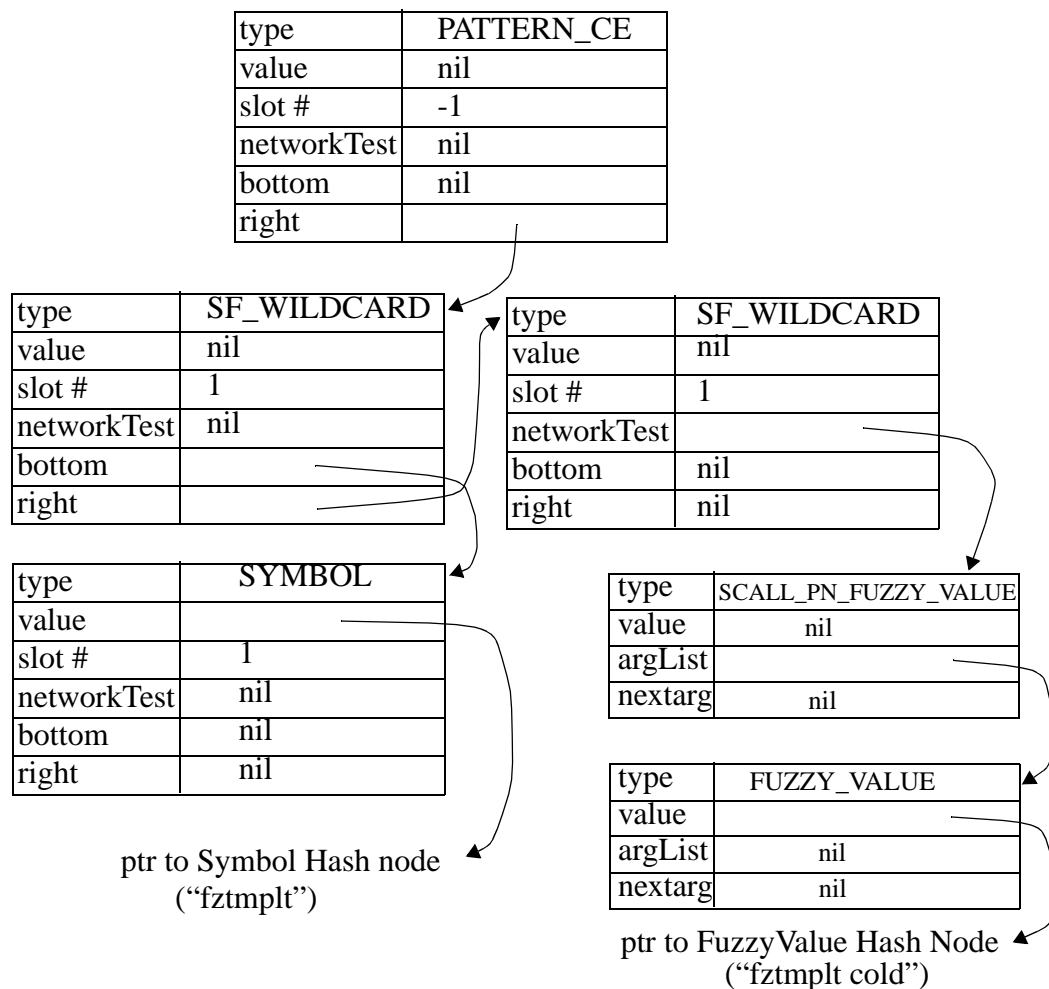 type PATTERN_CE
value nil
slot # -1
networkTest nil
bottom nil
right
type SF_WILDCARD
value nil
slot # 1
networkTest nil
bottom
right
type SF_WILDCARD
value nil
slot # 1
networkTest
bottom nil
right nil
type SYMBOL
value
slot # 1
networkTest nil
bottom nil
right nil
type SCALL_PN_FUZZY_VALUE
value nil
argList
nextarg nil
type FUZZY_VALUE
value
argList nil
nextarg nil
ptr to Symbol Hash node
(“fztmplt”)
ptr to FuzzyValue Hash Node
(“fztmplt cold”)